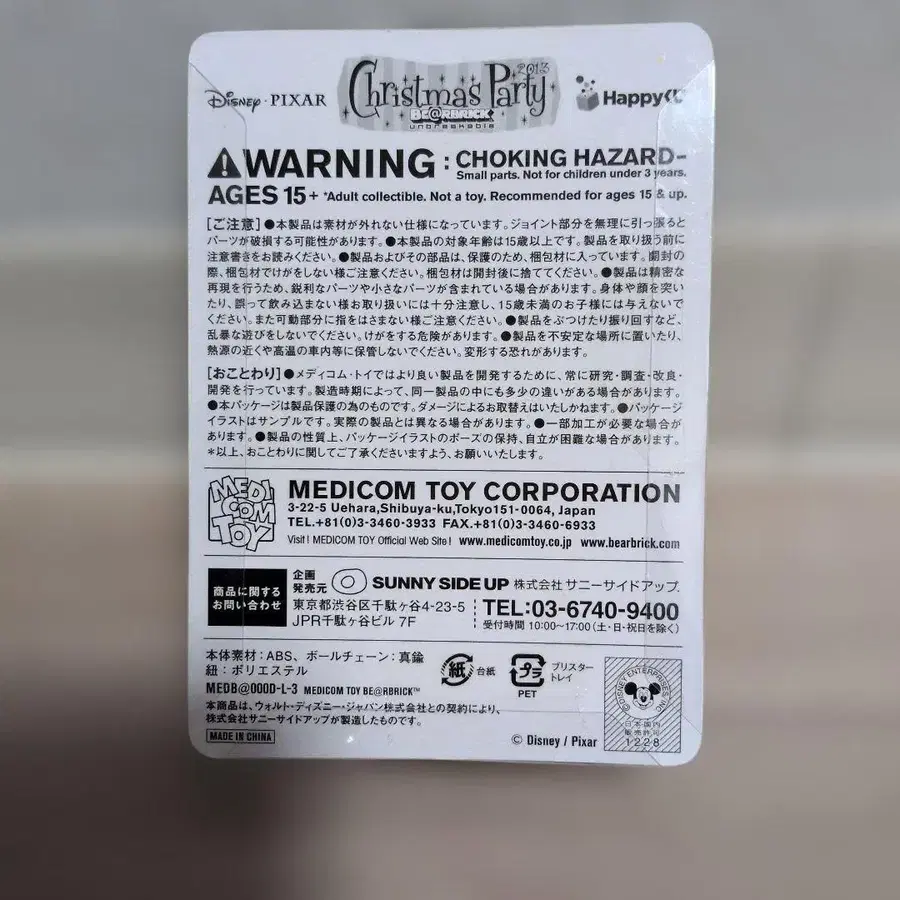 Disney · PIXAR
Christmas Party 2013
BE@RBRICK
unbreakable
Happyくじ
WARNING : CHOKING HAZARD–
Small parts. Not for children under 3 years.
AGES 15+ *Adult collectible. Not a toy. Recommended for ages 15 & up.
[ご注意]●本製品は素材が外れない仕様になっています。ジョイント部分を無理に引っ張ると
パーツが破損する可能性があります。●本製品の対象年齢は15歳以上です。製品を取り扱う前に
注意書きをお読みください。●製品およびその部品は、保護のため、梱包材に入っています。開封の
際、梱包材でけがをしない様ご注意ください。梱包材は開封後に捨ててください。●製品は精密な
再現を行うため、鋭利なパーツや小さなパーツが含まれている場合があります。身体や顔を突い
たり、誤って飲み込まない様お取り扱いには十分注意し、15歳未満のお子様には与えないで
ください。また可動部分に指をはさまない様ご注意ください。●製品をぶつけたり振り回すなど、
乱暴な遊びをしないでください。けがをする危険があります。●製品を不安定な場所に置いたり、
熱源の近くや高温の車内等に保管しないでください。変形する恐れがあります。
[おことわり]●メディコム・トイではより良い製品を開発するために、常に研究・調査・改良・
開発を行っています。製造時期によって、同一製品の中にも多少の違いがある場合があります。
●本パッケージは製品保護の為のものです。ダメージによるお取替えはいたしかねます。●パッケージ
イラストはサンプルです。実際の製品とは異なる場合があります。●一部加工が必要な場合が
あります。●製品の性質上、パッケージイラストのポーズの保持、自立が困難な場合があります。
*以上、おことわりに関してご了承くださいますよう、お願いいたします。
MEDI
COM
TOY
MEDICOM TOY CORPORATION
3-22-5 Uehara,Shibuya-ku,Tokyo151-0064, Japan
TEL.+81(0)3-3460-3933 FAX.+81(0)3-3460-6933
Visit! MEDICOM TOY Official Web Site! www.medicomtoy.co.jp www.bearbrick.com
商品に関する
お問い合わせ
企画
発売元
SUNNY SIDE UP 株式会社 サニーサイドアップ
東京都渋谷区千駄ヶ谷4-23-5
JPR千駄ヶ谷ビル 7F
TEL:03-6740-9400
受付時間 10:00〜17:00(土・日・祝日を除く)
本体素材:ABS、ボールチェーン:真鍮
紐:ポリエステル
MEDB@000D-L-3 MEDICOM TOY BE@RBRICK™
本商品は、ウォルト・ディズニー・ジャパン株式会社との契約により、
株式会社サニーサイドアップが製造したものです。
MADE IN CHINA
紙 台紙
プラ
PET
ブリスター
トレイ
© Disney / Pixar
DISNEY ENTERPRISES, INC.
日本国内
販売許可
1228